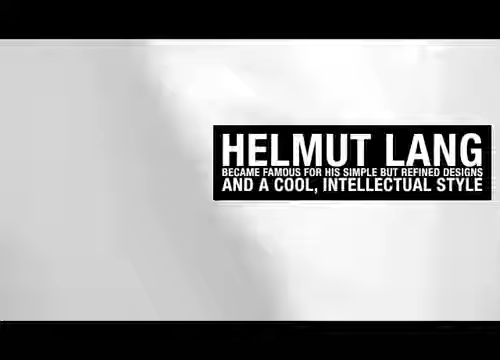 HELMUT LANG
BECAME FAMOUS FOR HIS SIMPLE BUT REFINED DESIGNS
AND A COOL, INTELLECTUAL STYLE